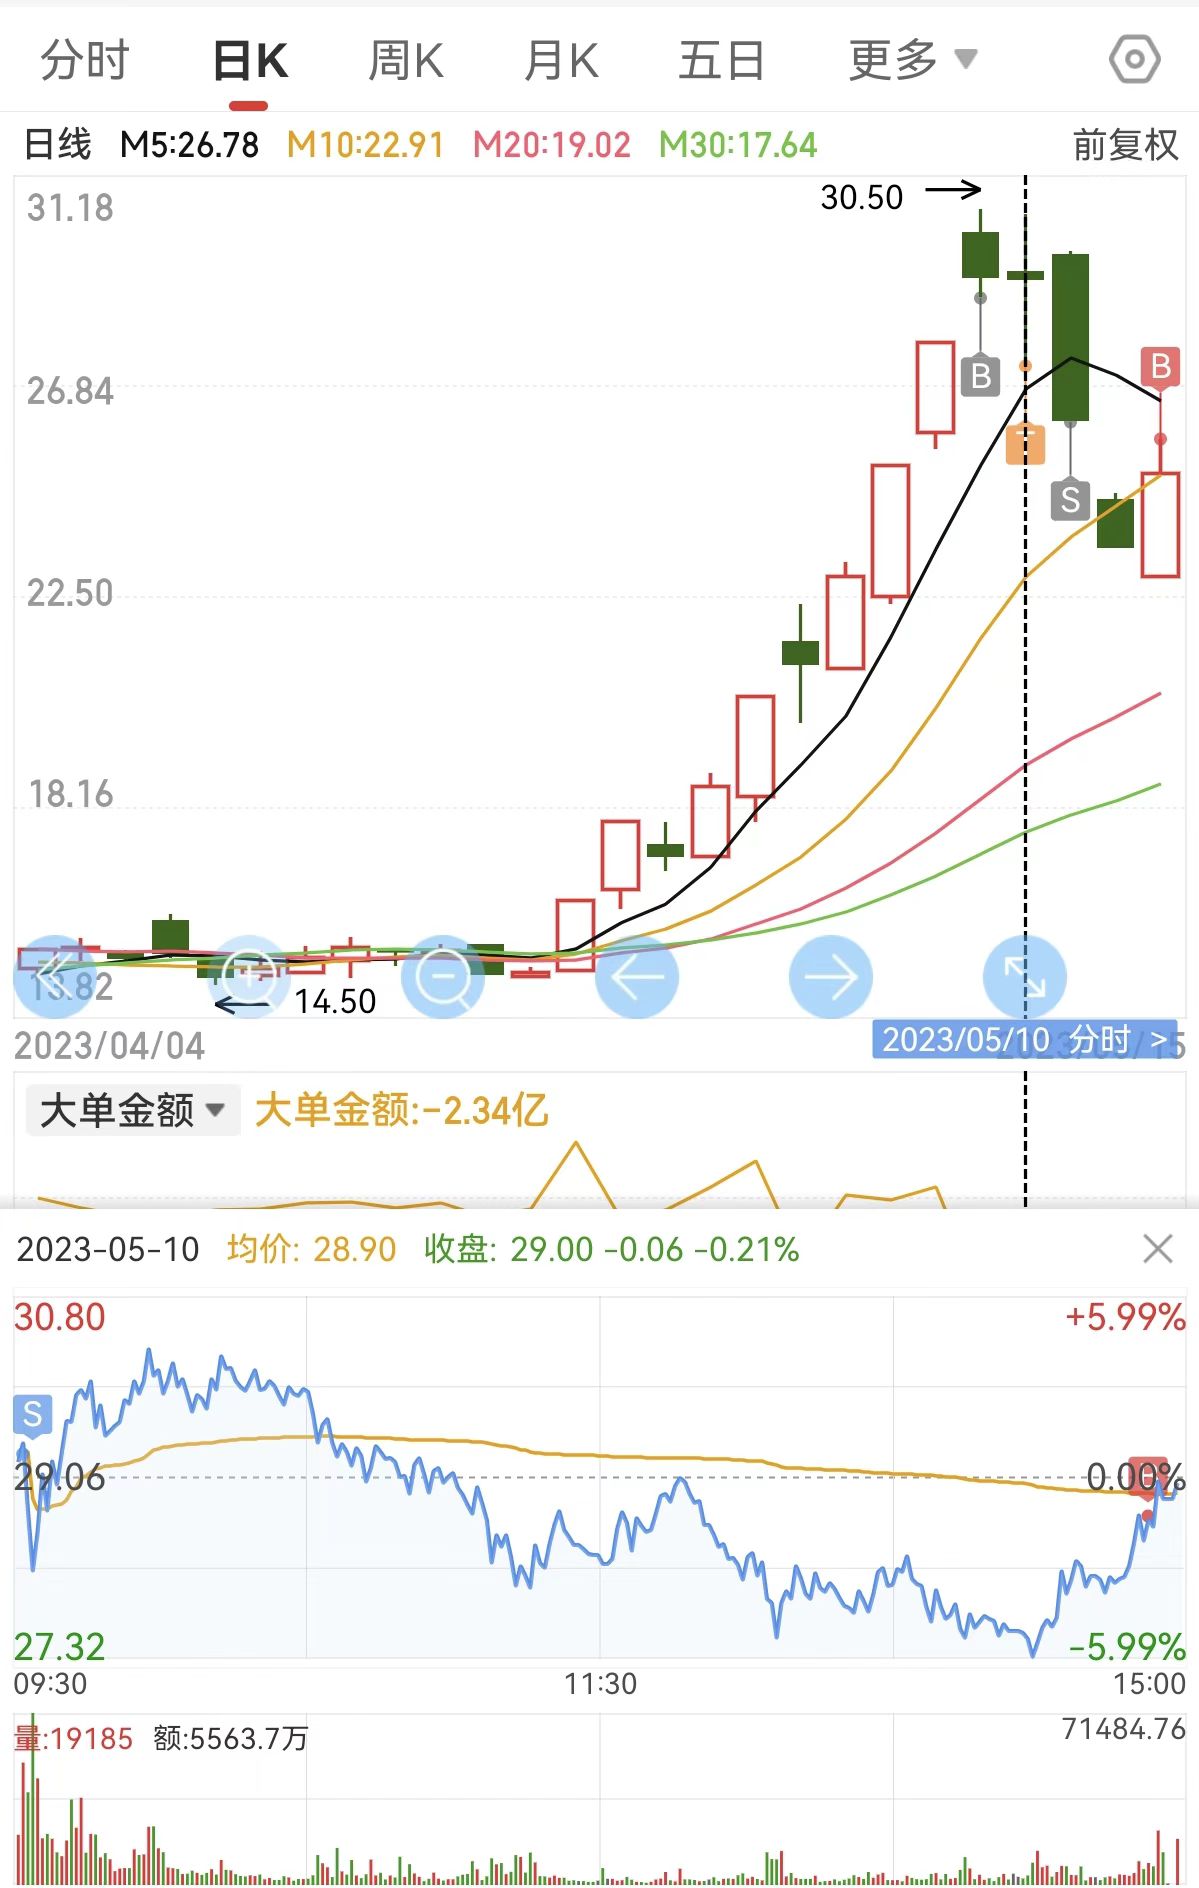 分时 日K 周K 月K 五日 更多
日线 M5:26.78 M10:22.91 M20:19.02 M30:17.64 前复权
31.18
30.50
B
26.84
B
T
S
22.50
18.16
13.82
14.50
2023/04/04
2023/05/10 分时 >
大单金额 大单金额:-2.34亿
2023-05-10 均价: 28.90 收盘: 29.00 -0.06 -0.21%
30.80 +5.99%
S
29.06 0.00%
27.32 -5.99%
09:30 11:30 15:00
量:19185 额:5563.7万 71484.76